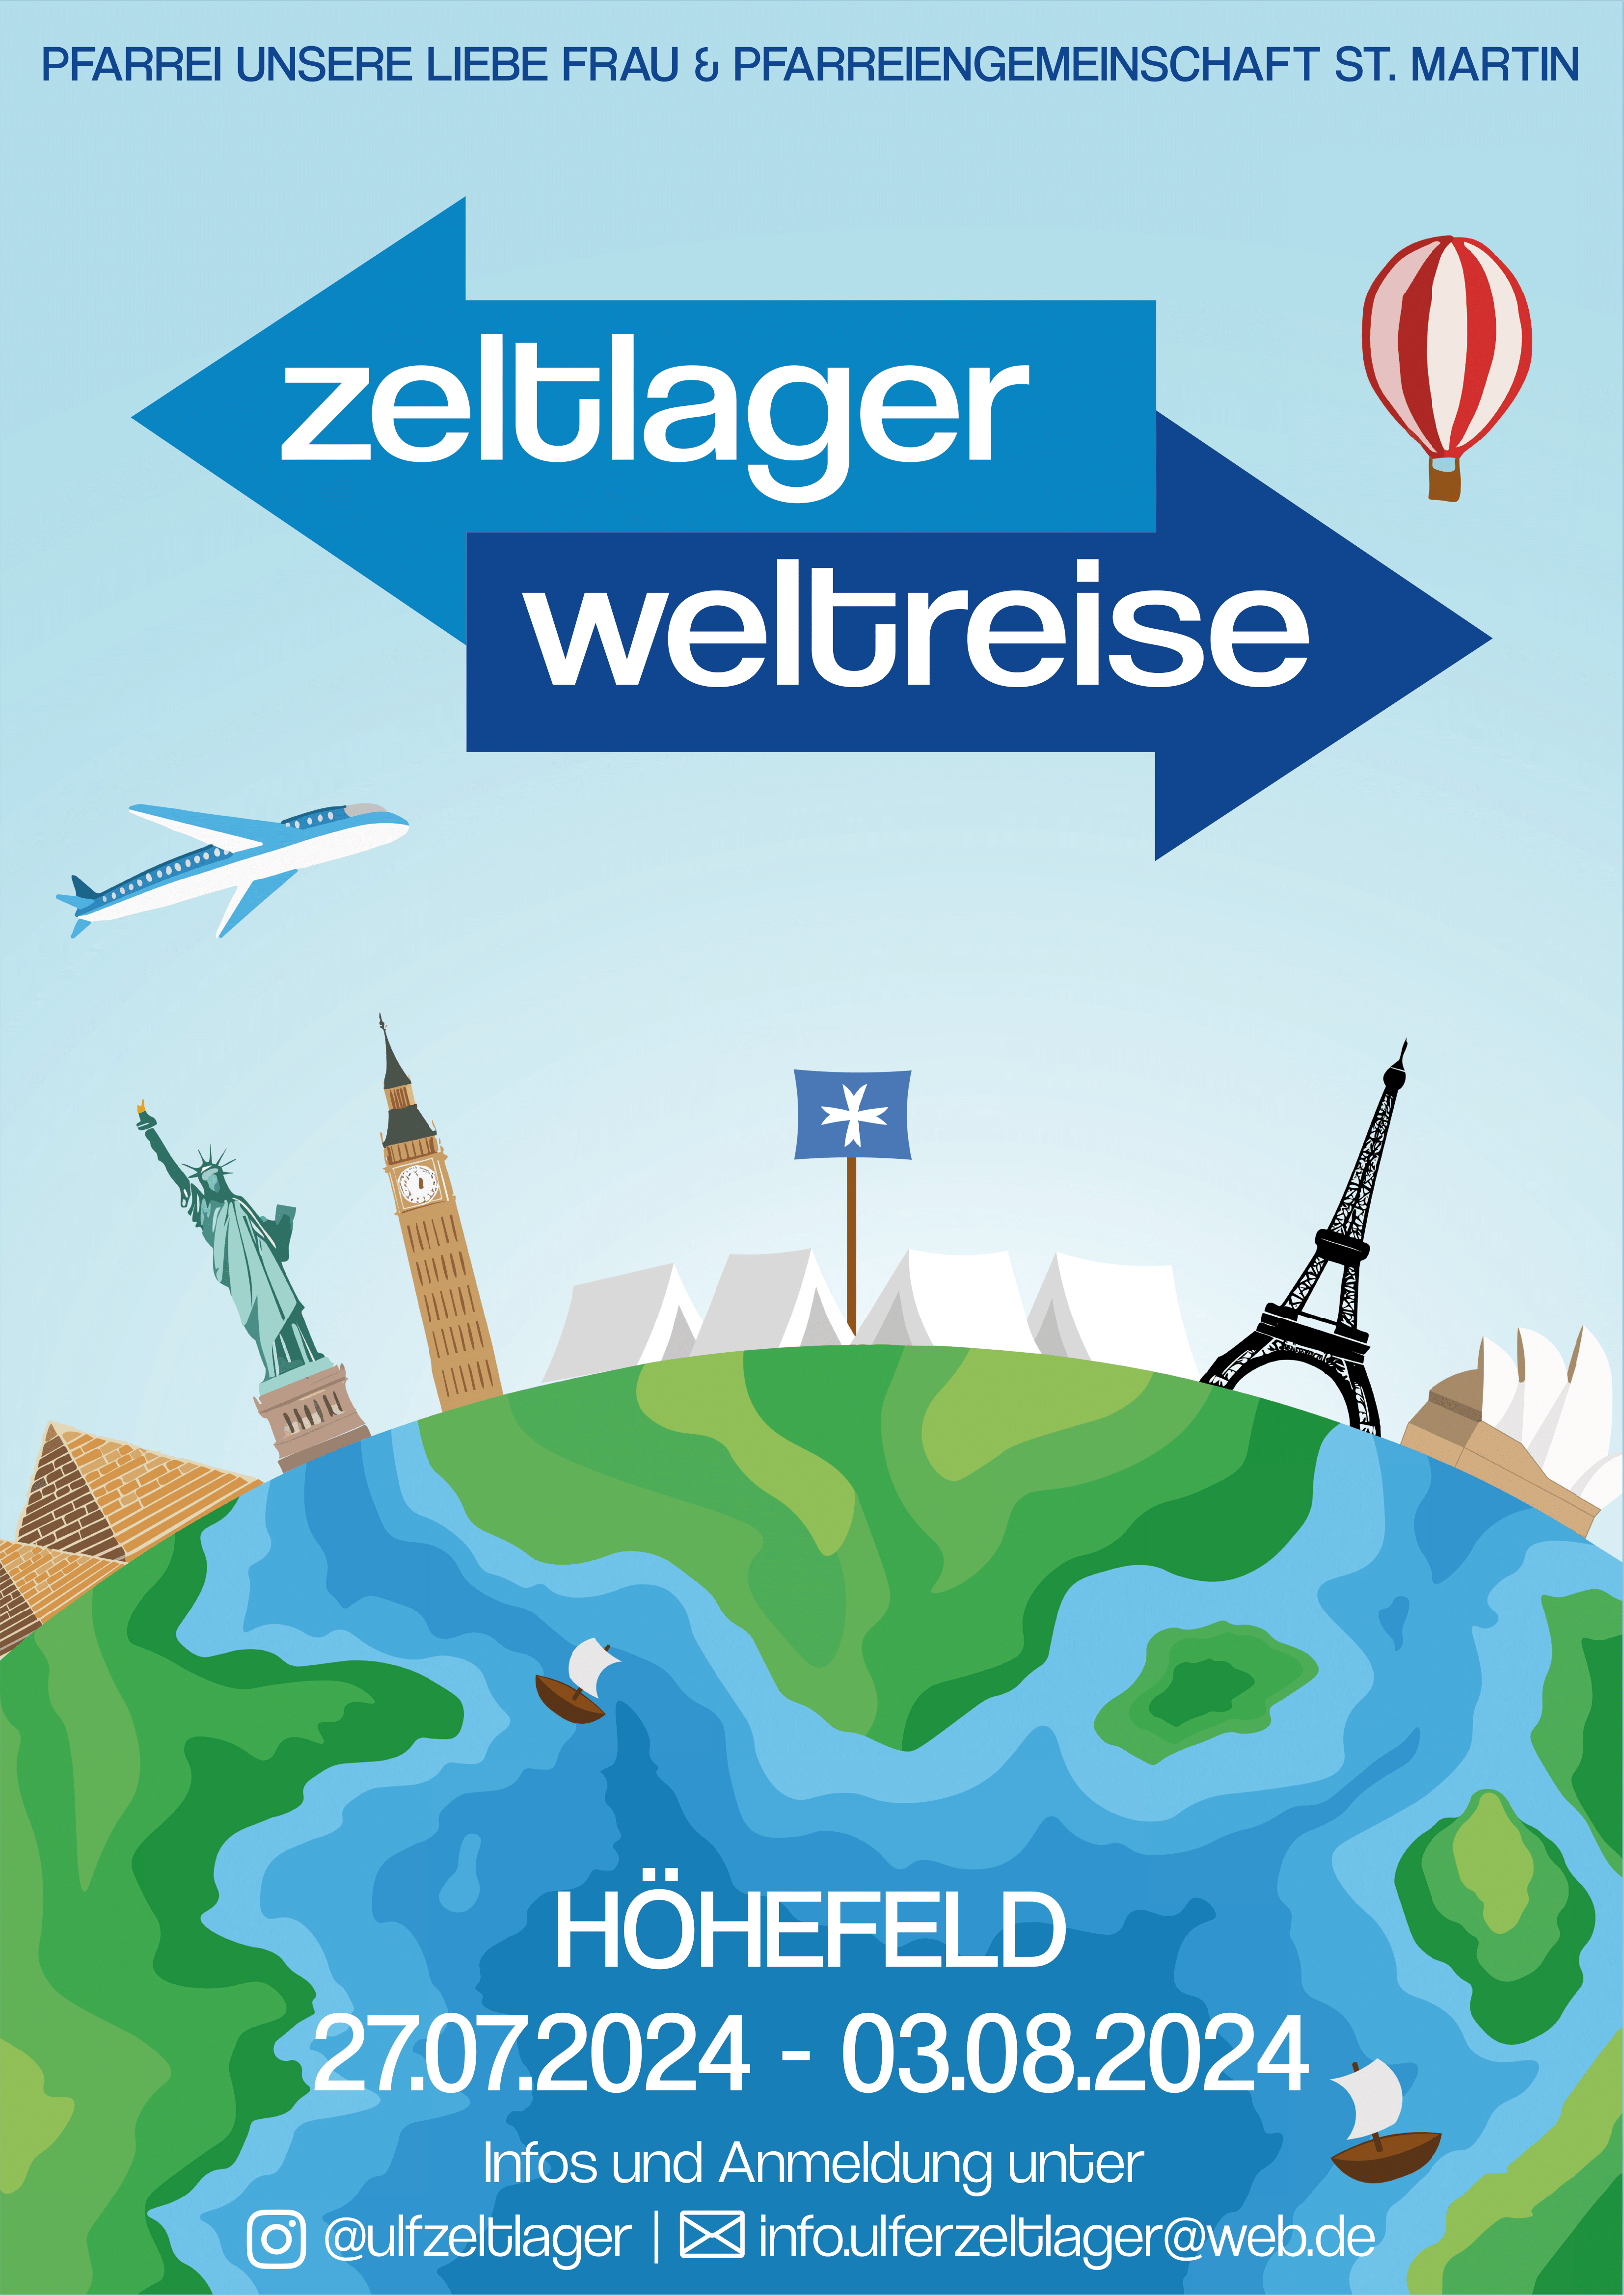 PFARREI UNSERE LIEBE FRAU & PFARREIENGEMEINSCHAFT ST. MARTIN
zeltlager
weltreise
HÖHEFELD
27.07.2024 - 03.08.2024
Infos und Anmeldung unter
@ulfzeltlager | info.ulferzeltlager@web.de